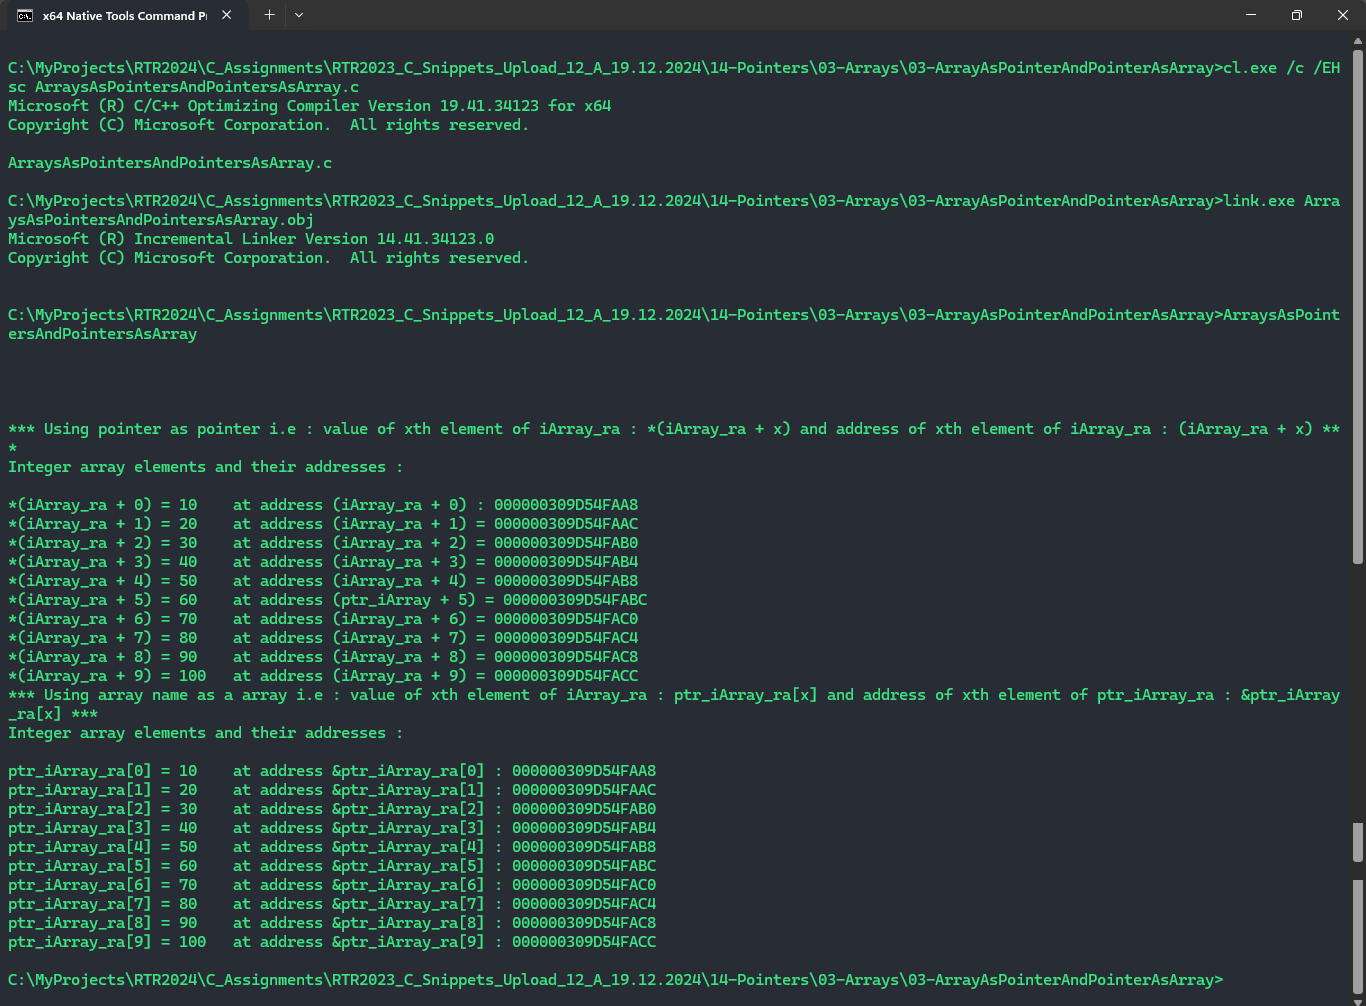 x64 Native Tools Command Pr
C:\MyProjects\RTR2024\C_Assignments\RTR2023_C_Snippets_Upload_12_A_19.12.2024\14-Pointers\03-Arrays\03-ArrayAsPointerAndPointerAsArray>cl.exe /c /EH
sc ArraysAsPointersAndPointersAsArray.c
Microsoft (R) C/C++ Optimizing Compiler Version 19.41.34123 for x64
Copyright (C) Microsoft Corporation.  All rights reserved.
ArraysAsPointersAndPointersAsArray.c
C:\MyProjects\RTR2024\C_Assignments\RTR2023_C_Snippets_Upload_12_A_19.12.2024\14-Pointers\03-Arrays\03-ArrayAsPointerAndPointerAsArray>link.exe Arra
ysAsPointersAndPointersAsArray.obj
Microsoft (R) Incremental Linker Version 14.41.34123.0
Copyright (C) Microsoft Corporation.  All rights reserved.
C:\MyProjects\RTR2024\C_Assignments\RTR2023_C_Snippets_Upload_12_A_19.12.2024\14-Pointers\03-Arrays\03-ArrayAsPointerAndPointerAsArray>ArraysAsPoint
ersAndPointersAsArray
*** Using pointer as pointer i.e : value of xth element of iArray_ra : *(iArray_ra + x) and address of xth element of iArray_ra : (iArray_ra + x) **
*
Integer array elements and their addresses :
*(iArray_ra + 0) = 10    at address (iArray_ra + 0) : 000000309D54FAA8
*(iArray_ra + 1) = 20    at address (iArray_ra + 1) = 000000309D54FAAC
*(iArray_ra + 2) = 30    at address (iArray_ra + 2) = 000000309D54FAB0
*(iArray_ra + 3) = 40    at address (iArray_ra + 3) = 000000309D54FAB4
*(iArray_ra + 4) = 50    at address (iArray_ra + 4) = 000000309D54FAB8
*(iArray_ra + 5) = 60    at address (ptr_iArray + 5) = 000000309D54FABC
*(iArray_ra + 6) = 70    at address (iArray_ra + 6) = 000000309D54FAC0
*(iArray_ra + 7) = 80    at address (iArray_ra + 7) = 000000309D54FAC4
*(iArray_ra + 8) = 90    at address (iArray_ra + 8) = 000000309D54FAC8
*(iArray_ra + 9) = 100   at address (iArray_ra + 9) = 000000309D54FACC
*** Using array name as a array i.e : value of xth element of iArray_ra : ptr_iArray_ra[x] and address of xth element of ptr_iArray_ra : &ptr_iArray
_ra[x] ***
Integer array elements and their addresses :
ptr_iArray_ra[0] = 10    at address &ptr_iArray_ra[0] : 000000309D54FAA8
ptr_iArray_ra[1] = 20    at address &ptr_iArray_ra[1] : 000000309D54FAAC
ptr_iArray_ra[2] = 30    at address &ptr_iArray_ra[2] : 000000309D54FAB0
ptr_iArray_ra[3] = 40    at address &ptr_iArray_ra[3] : 000000309D54FAB4
ptr_iArray_ra[4] = 50    at address &ptr_iArray_ra[4] : 000000309D54FAB8
ptr_iArray_ra[5] = 60    at address &ptr_iArray_ra[5] : 000000309D54FABC
ptr_iArray_ra[6] = 70    at address &ptr_iArray_ra[6] : 000000309D54FAC0
ptr_iArray_ra[7] = 80    at address &ptr_iArray_ra[7] : 000000309D54FAC4
ptr_iArray_ra[8] = 90    at address &ptr_iArray_ra[8] : 000000309D54FAC8
ptr_iArray_ra[9] = 100   at address &ptr_iArray_ra[9] : 000000309D54FACC
C:\MyProjects\RTR2024\C_Assignments\RTR2023_C_Snippets_Upload_12_A_19.12.2024\14-Pointers\03-Arrays\03-ArrayAsPointerAndPointerAsArray>